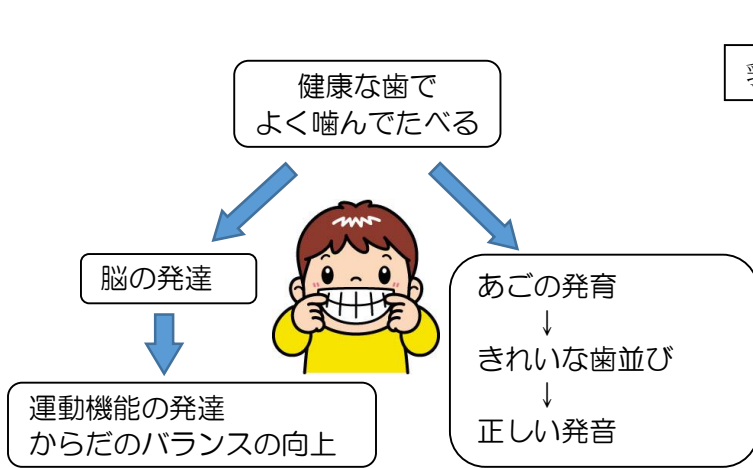 健康な歯で
よく噛んでたべる
脳の発達
運動機能の発達
からだのバランスの向上
あごの発育
↓
きれいな歯並び
↓
正しい発音